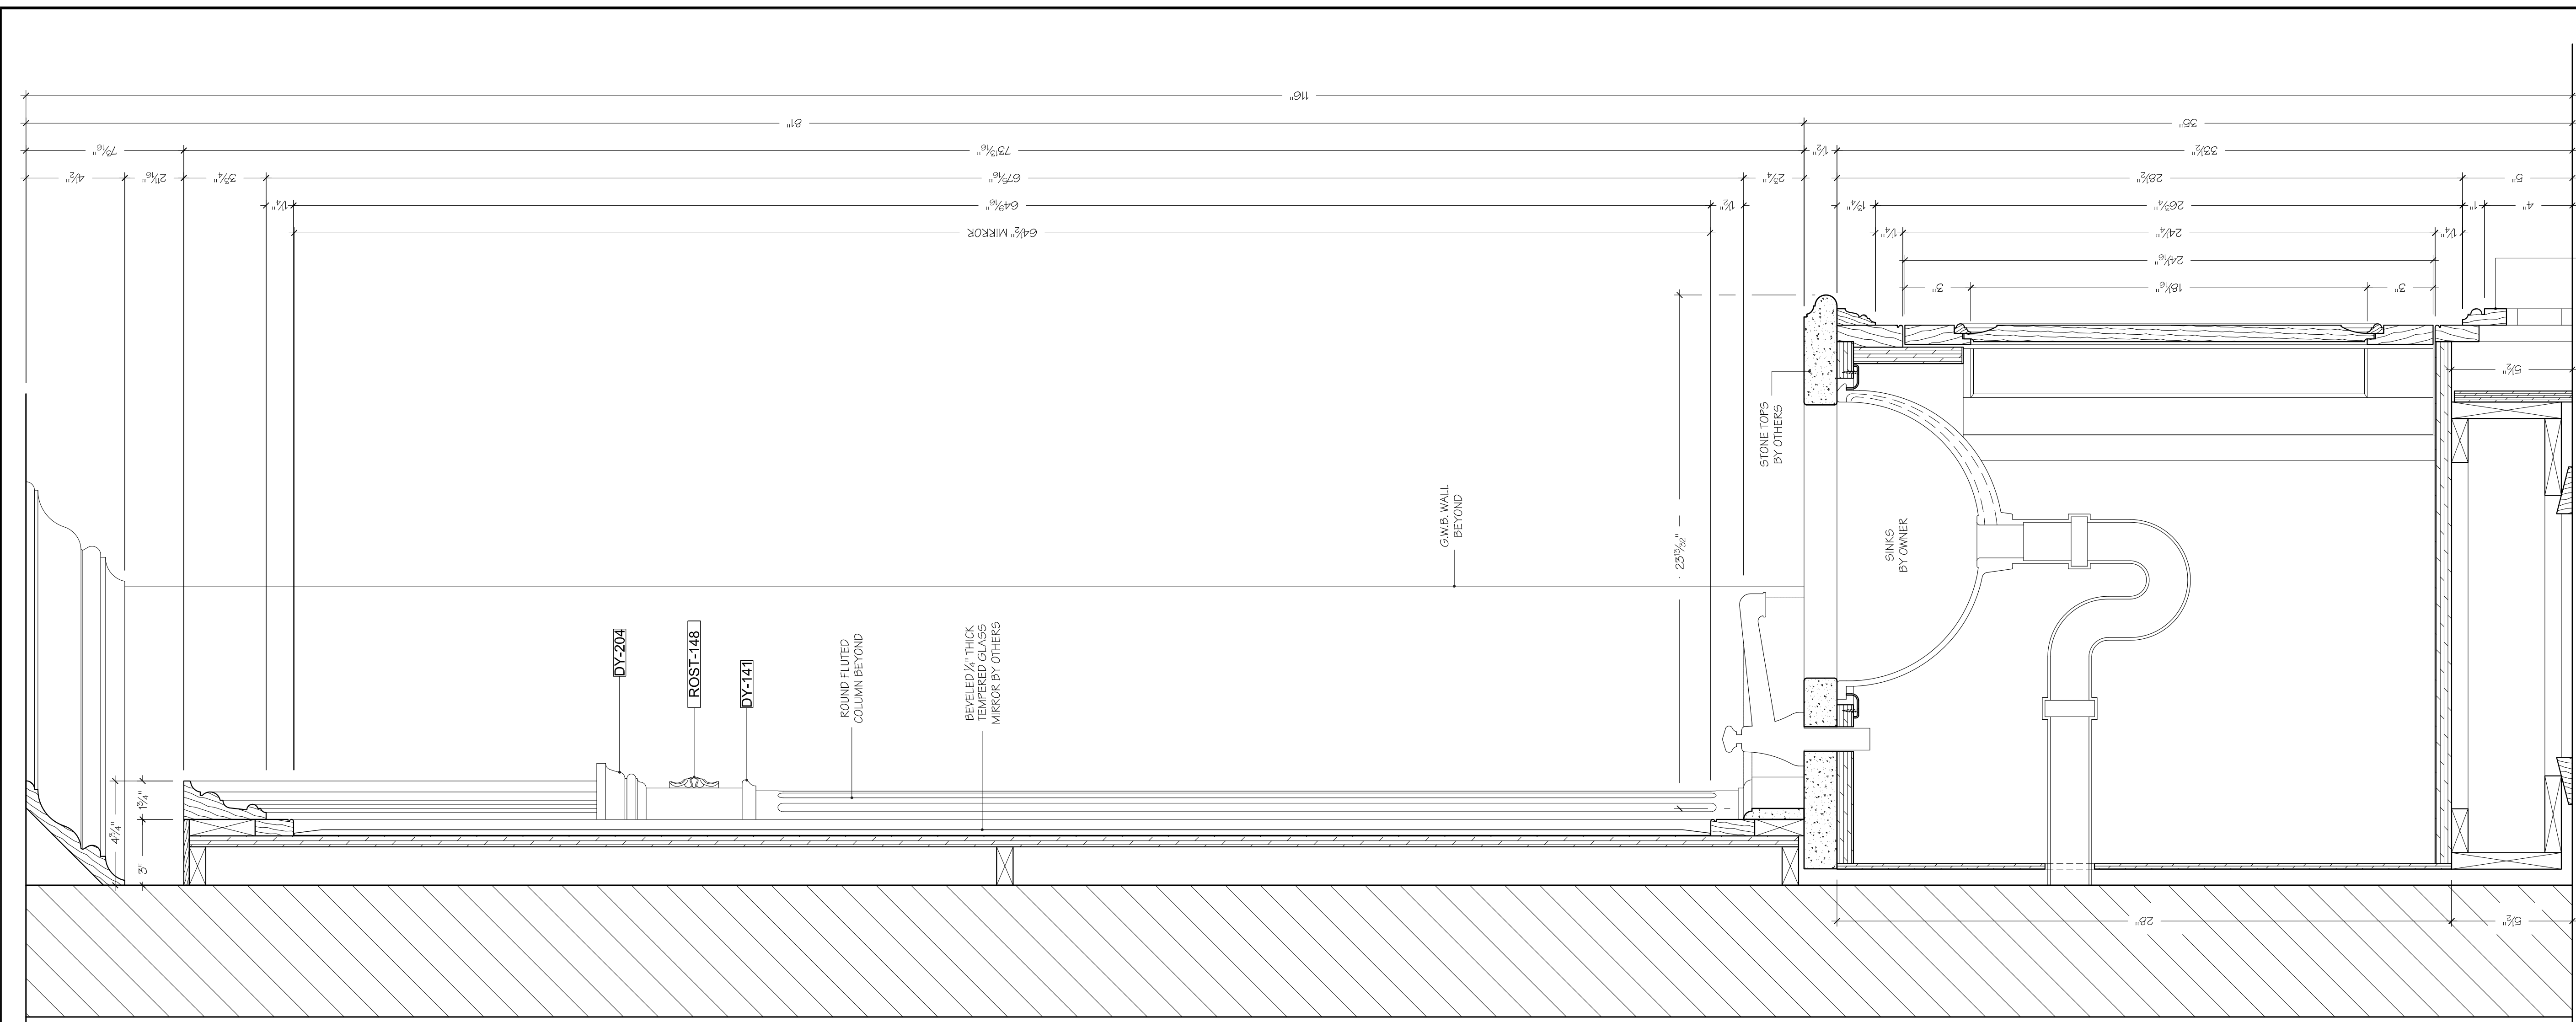 116"
81"
35"
7 3/16"
73 13/16"
1 1/2"
33 1/2"
4 1/2"
2 11/16"
3 3/4"
67 5/16"
2 3/4"
28 1/2"
5"
1 1/4"
64 9/16"
1 1/2"
1 3/4"
26 3/4"
1"
4"
64 1/2" MIRROR
1 1/4"
24 1/4"
1 1/4"
24 1/16"
3"
18 1/16"
3"
5 1/2"
STONE TOPS
BY OTHERS
G.W.B. WALL
BEYOND
23 13/32"
SINKS
BY OWNER
DY-204
ROST-148
DY-141
ROUND FLUTED
COLUMN BEYOND
BEVELED 1/4" THICK
TEMPERED GLASS
MIRROR BY OTHERS
4 3/4"
1 3/4"
3"
28"
5 1/2"